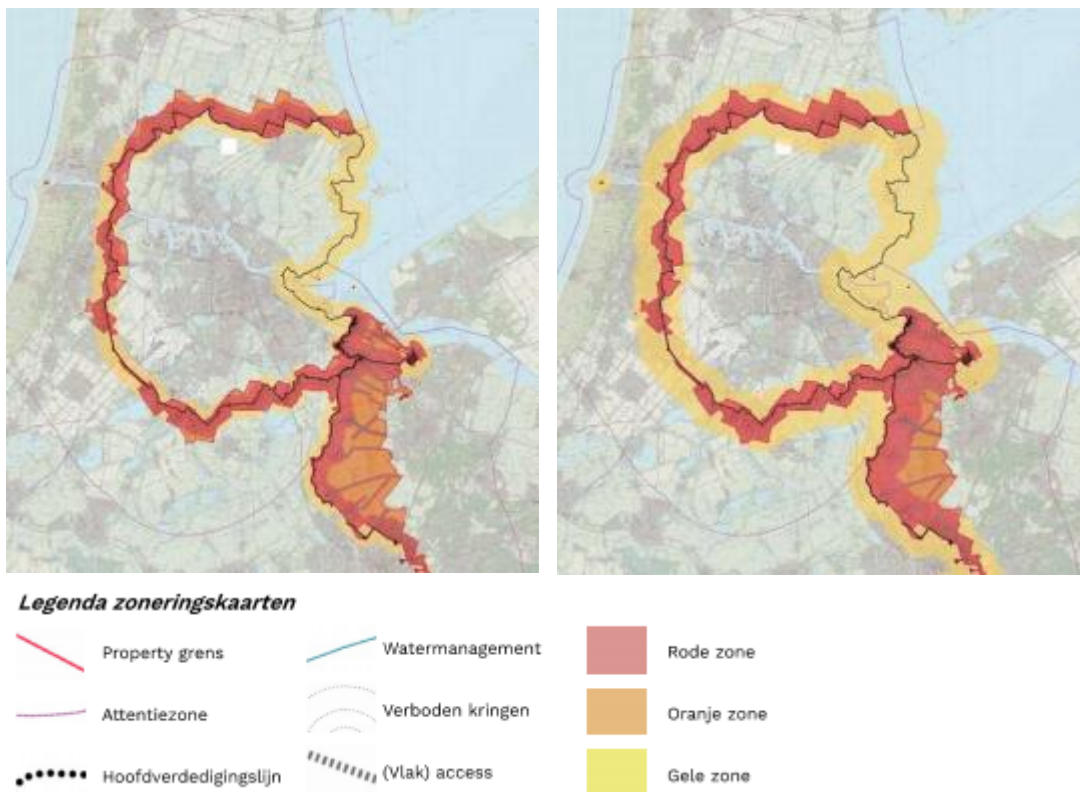 Legenda zoneringskaarten
Property grens
Watermanagement
Rode zone
Attentiezone
Verboden kringen
Oranje zone
Hoofdverdedigingslijn
(Vlak) access
Gele zone